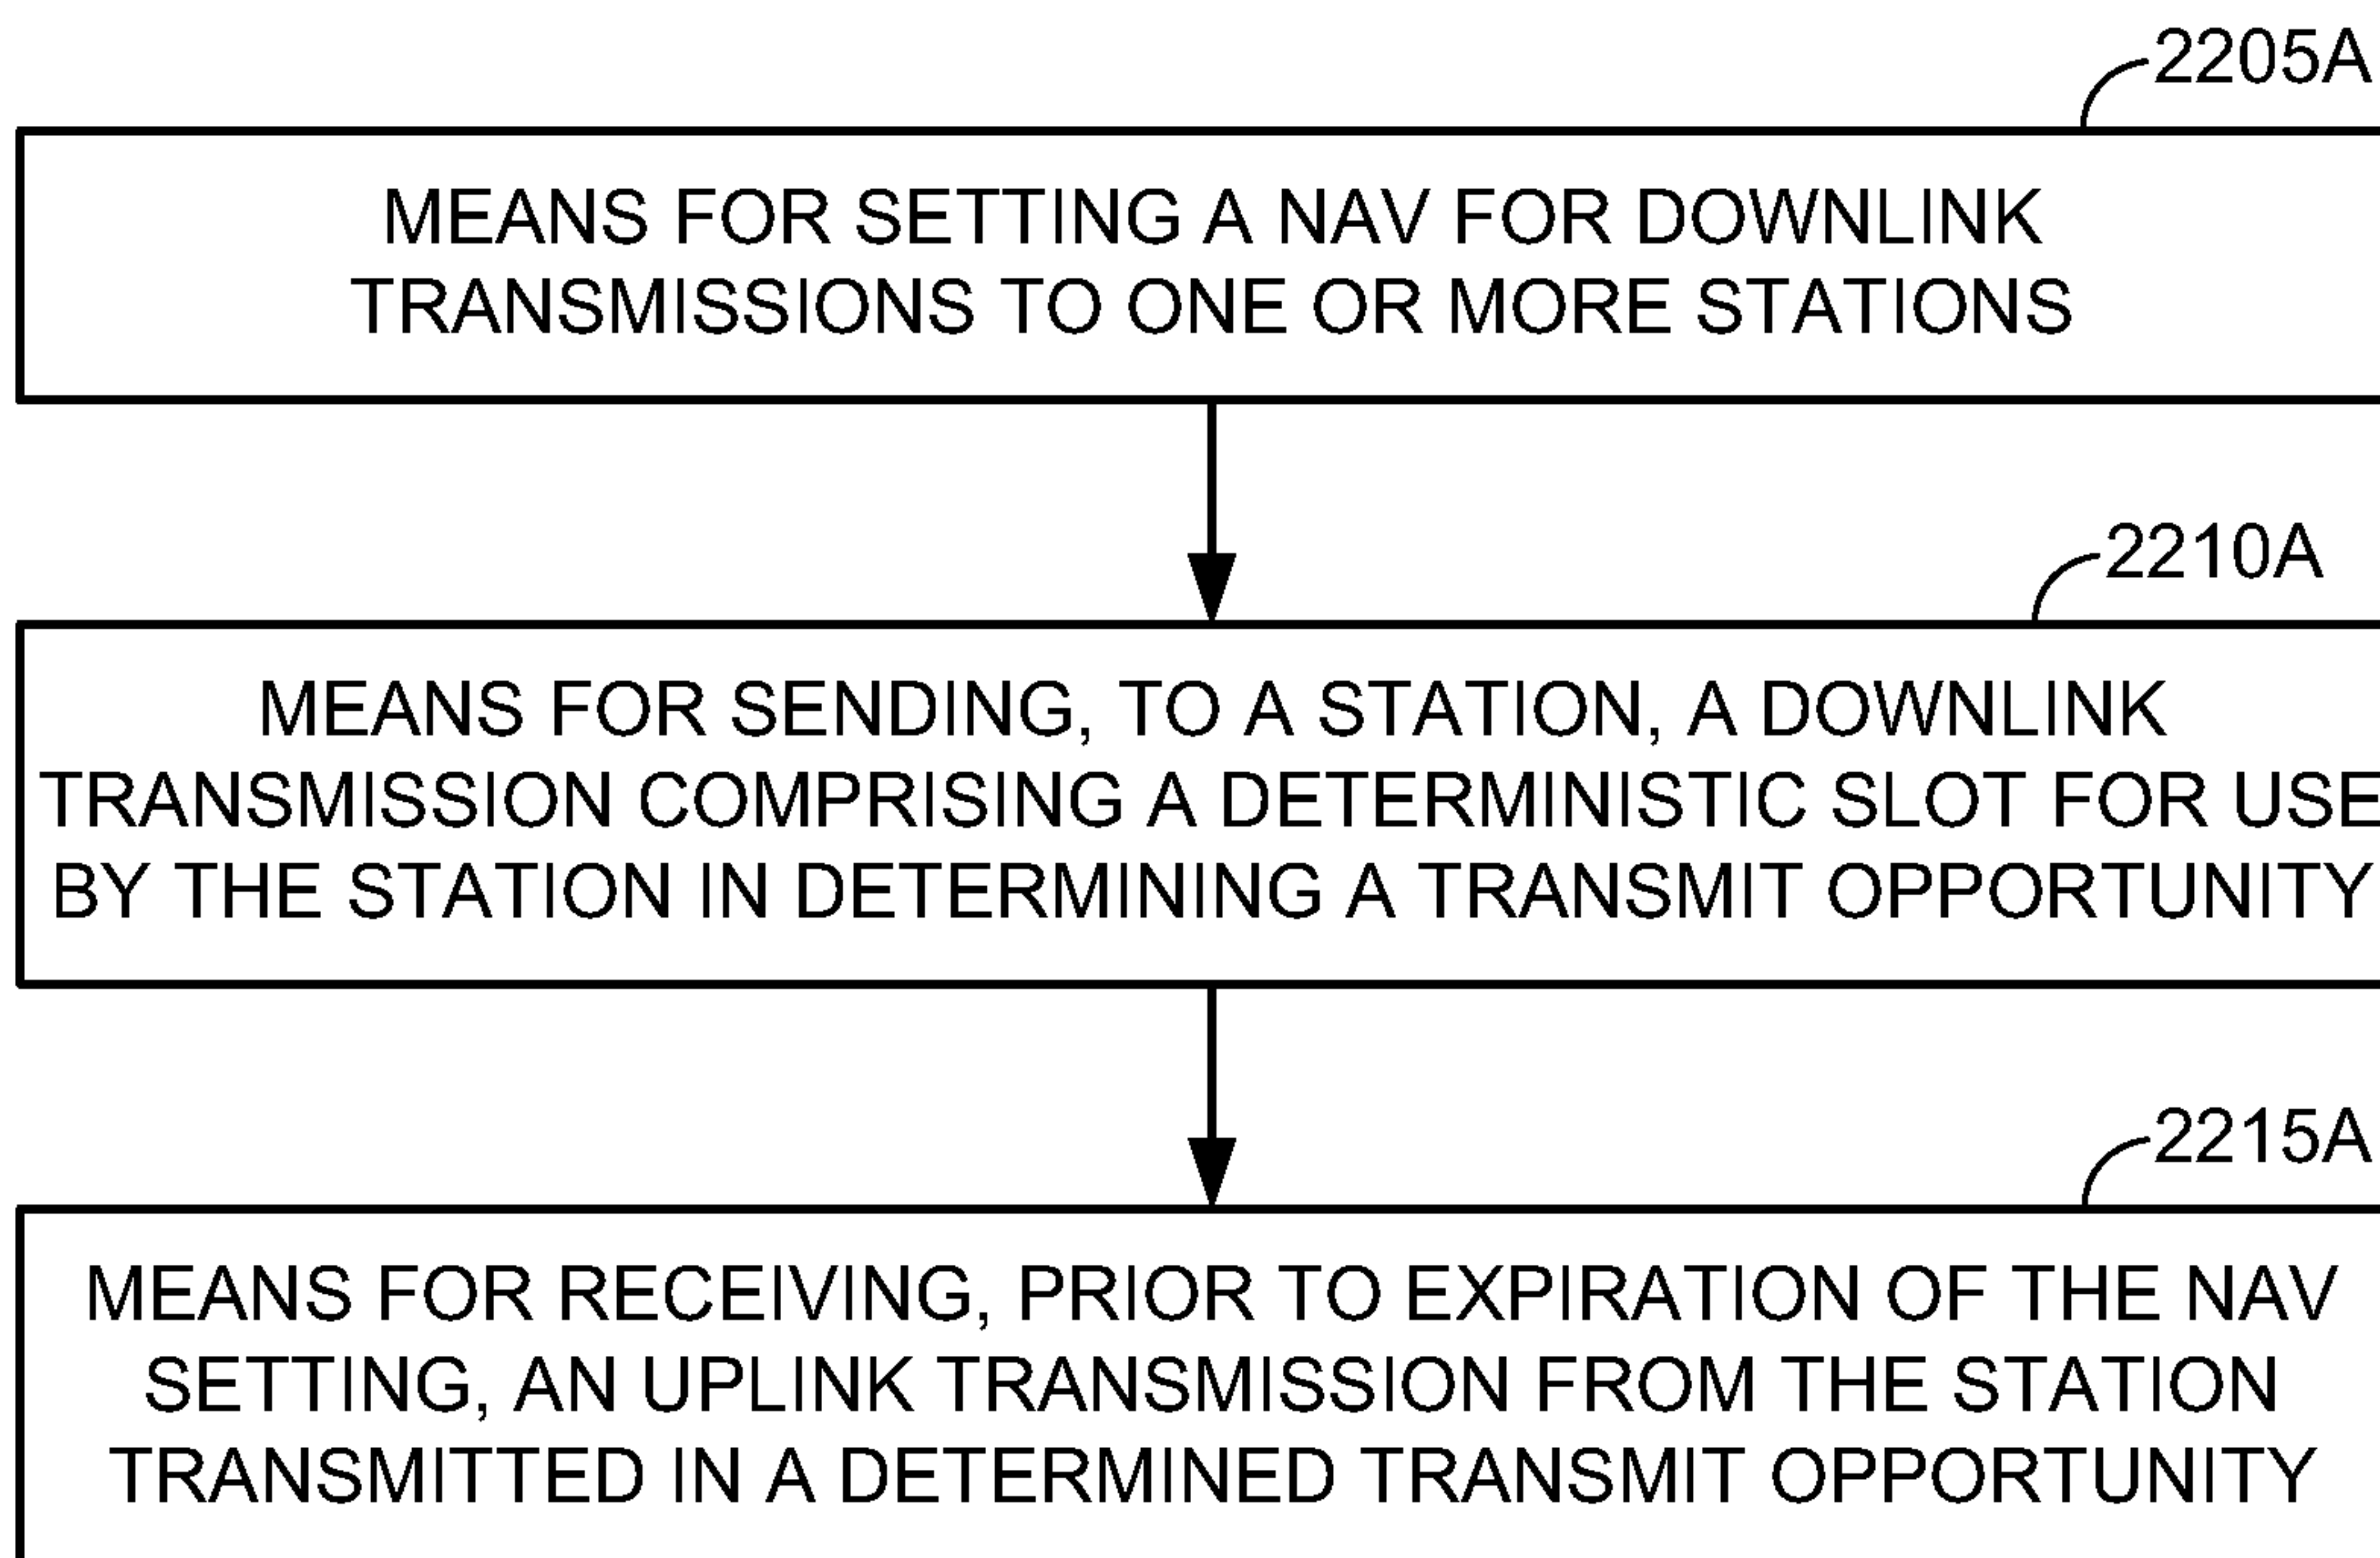 2205A
MEANS FOR SETTING A NAV FOR DOWNLINK
TRANSMISSIONS TO ONE OR MORE STATIONS
2210A
MEANS FOR SENDING, TO A STATION, A DOWNLINK
TRANSMISSION COMPRISING A DETERMINISTIC SLOT FOR USE
BY THE STATION IN DETERMINING A TRANSMIT OPPORTUNITY
2215A
MEANS FOR RECEIVING, PRIOR TO EXPIRATION OF THE NAV
SETTING, AN UPLINK TRANSMISSION FROM THE STATION
TRANSMITTED IN A DETERMINED TRANSMIT OPPORTUNITY